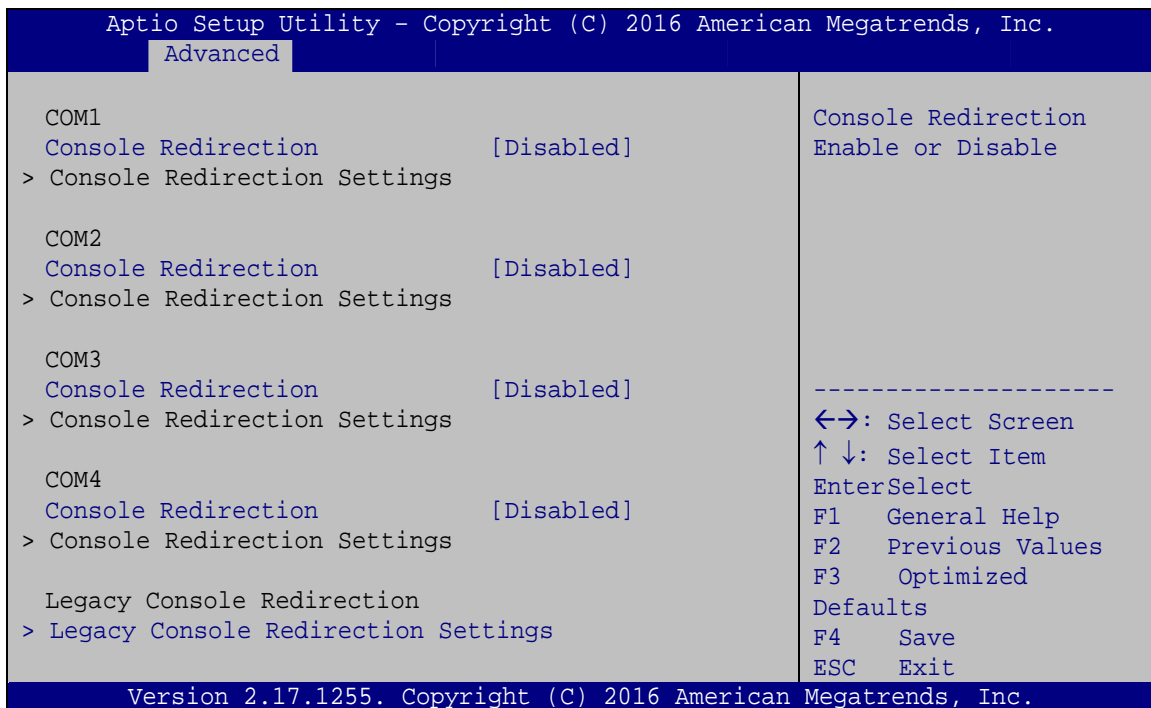 Aptio Setup Utility – Copyright (C) 2016 American Megatrends, Inc.
Advanced
COM1
Console Redirection [Disabled]
> Console Redirection Settings
COM2
Console Redirection [Disabled]
> Console Redirection Settings
COM3
Console Redirection [Disabled]
> Console Redirection Settings
COM4
Console Redirection [Disabled]
> Console Redirection Settings
Legacy Console Redirection
> Legacy Console Redirection Settings
Console Redirection
Enable or Disable
---------------------
←→: Select Screen
↑ ↓: Select Item
EnterSelect
F1 General Help
F2 Previous Values
F3 Optimized
Defaults
F4 Save
ESC Exit
Version 2.17.1255. Copyright (C) 2016 American Megatrends, Inc.